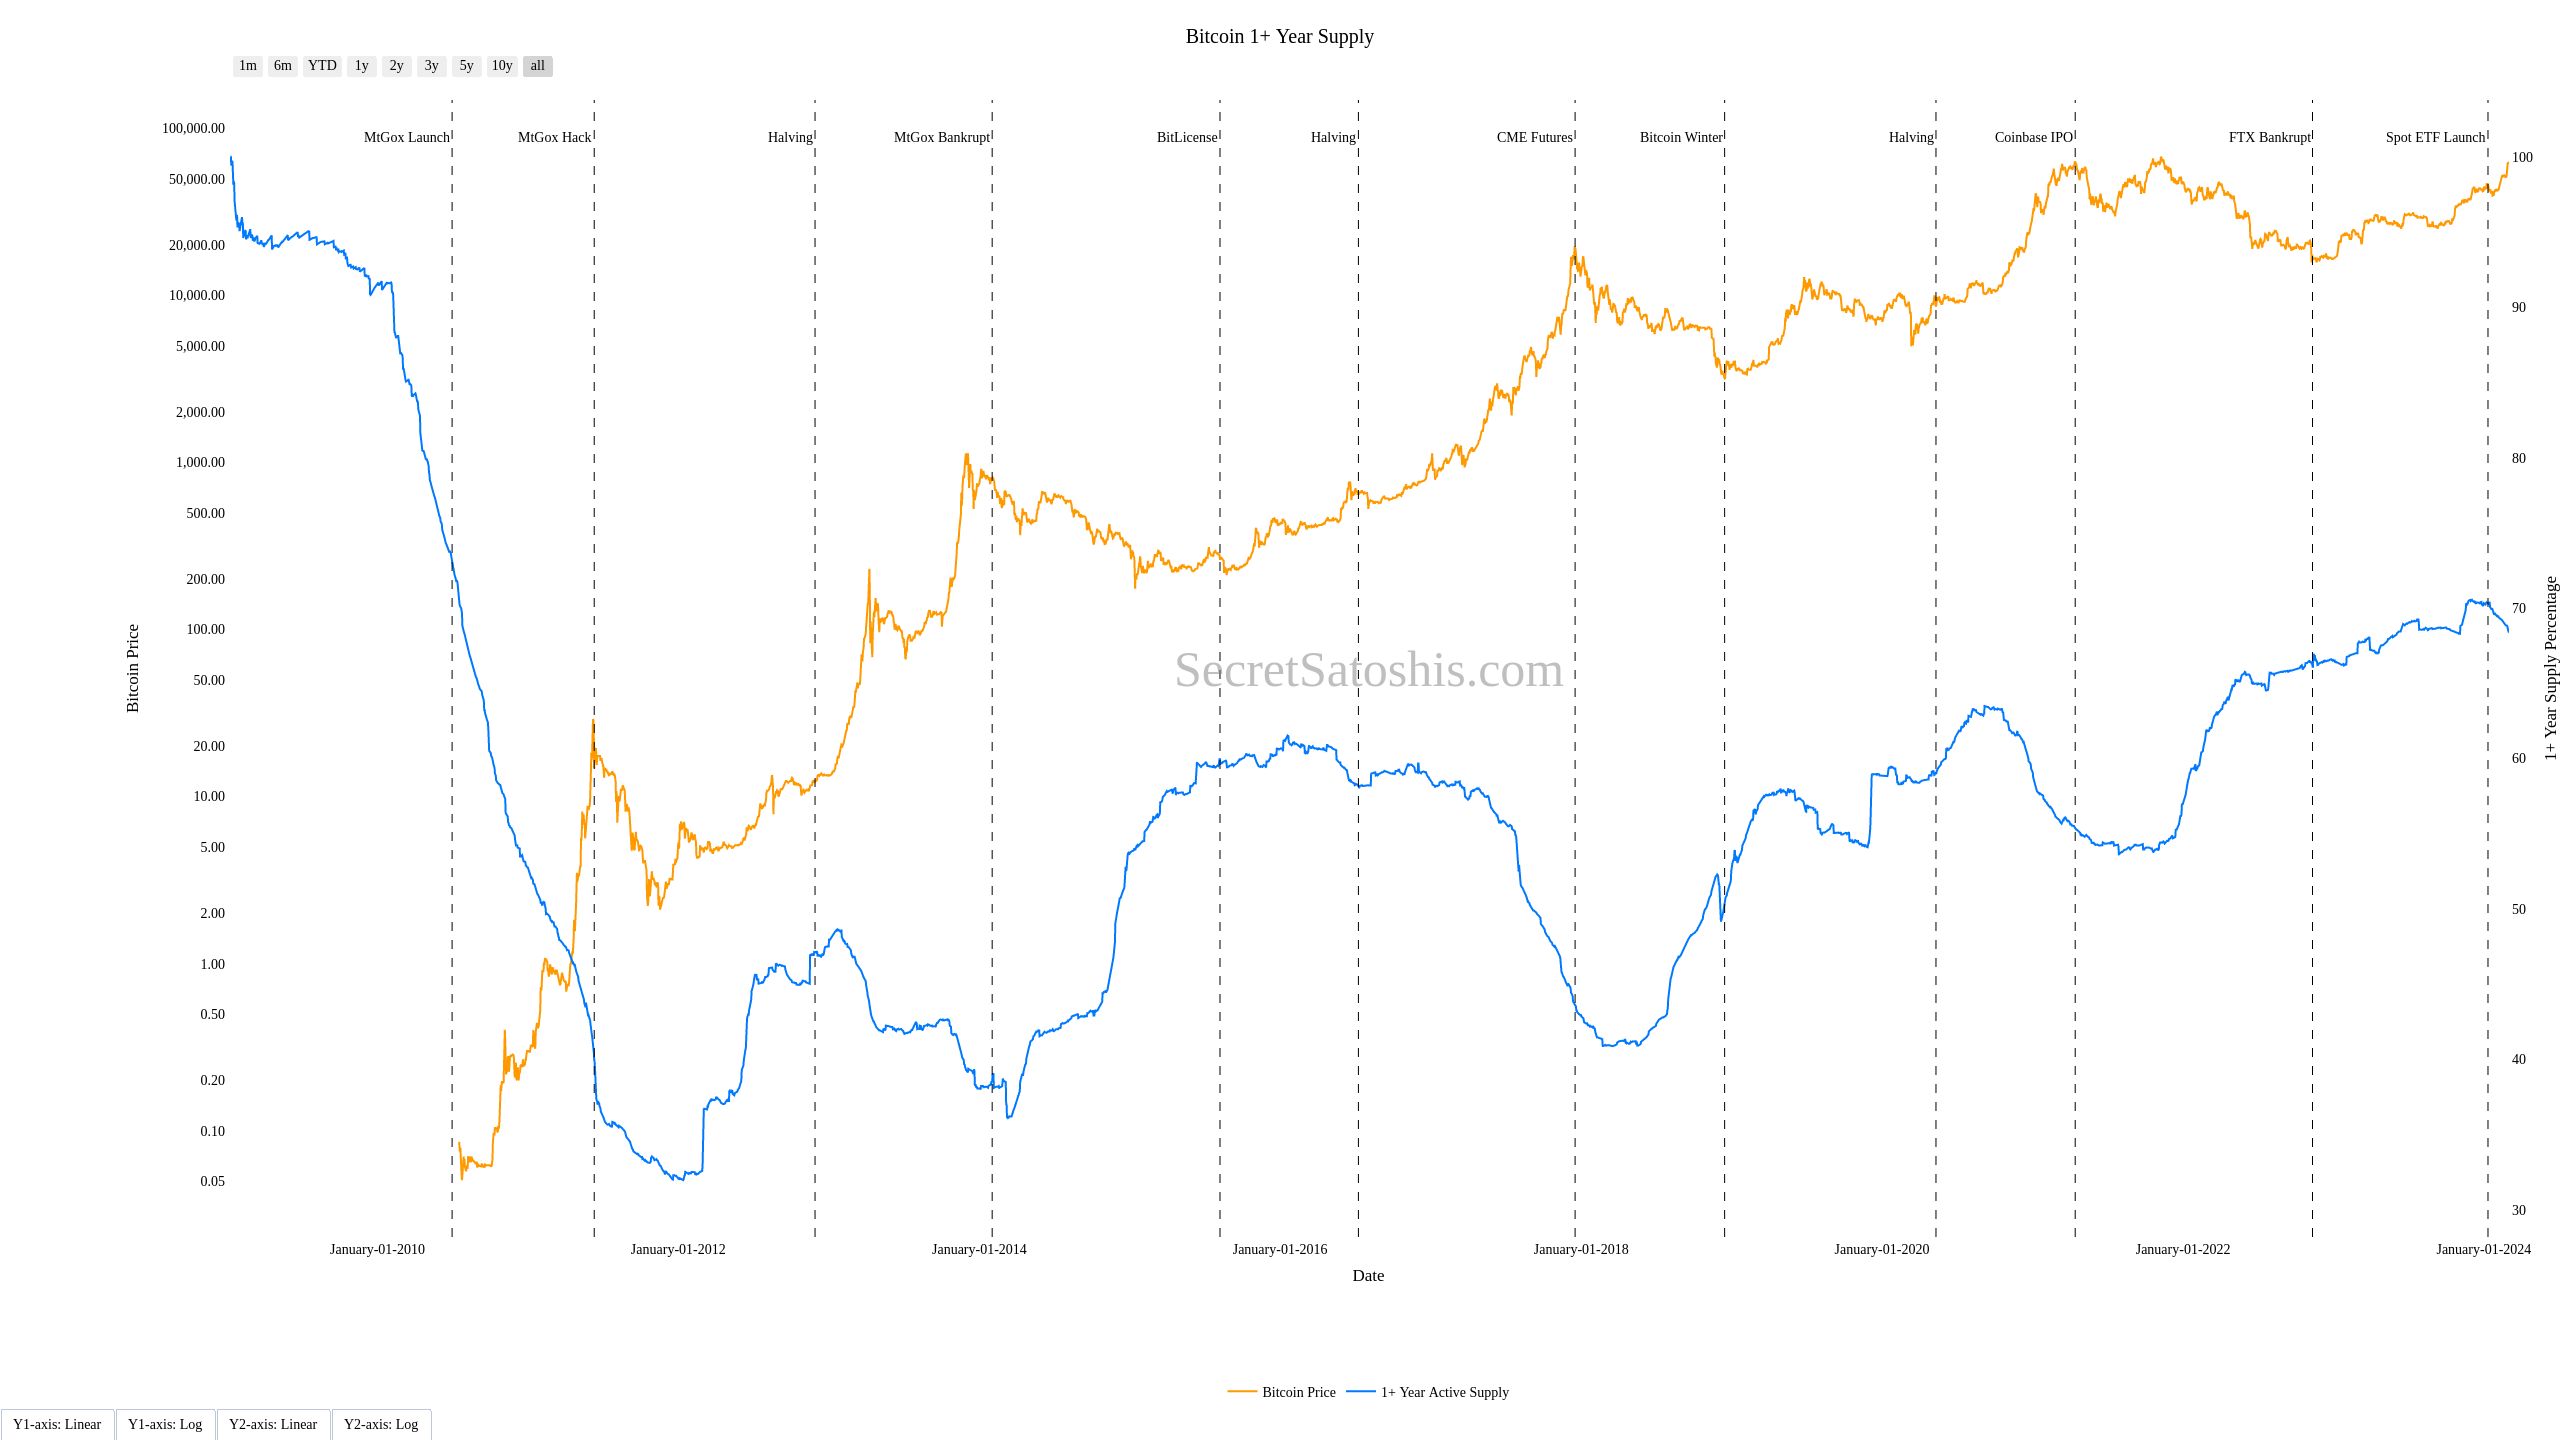 Bitcoin 1+ Year Supply
1m 6m YTD 1y 2y 3y 5y 10y all
MtGox Launch MtGox Hack Halving MtGox Bankrupt BitLicense Halving CME Futures Bitcoin Winter Halving Coinbase IPO FTX Bankrupt Spot ETF Launch
100,000.00
50,000.00
20,000.00
10,000.00
5,000.00
2,000.00
1,000.00
500.00
200.00
100.00
50.00
20.00
10.00
5.00
2.00
1.00
0.50
0.20
0.10
0.05
Bitcoin Price
SecretSatoshis.com
100
90
80
70
60
50
40
30
1+ Year Supply Percentage
January-01-2010 January-01-2012 January-01-2014 January-01-2016 January-01-2018 January-01-2020 January-01-2022 January-01-2024
Date
Bitcoin Price 1+ Year Active Supply
Y1-axis: Linear Y1-axis: Log Y2-axis: Linear Y2-axis: Log